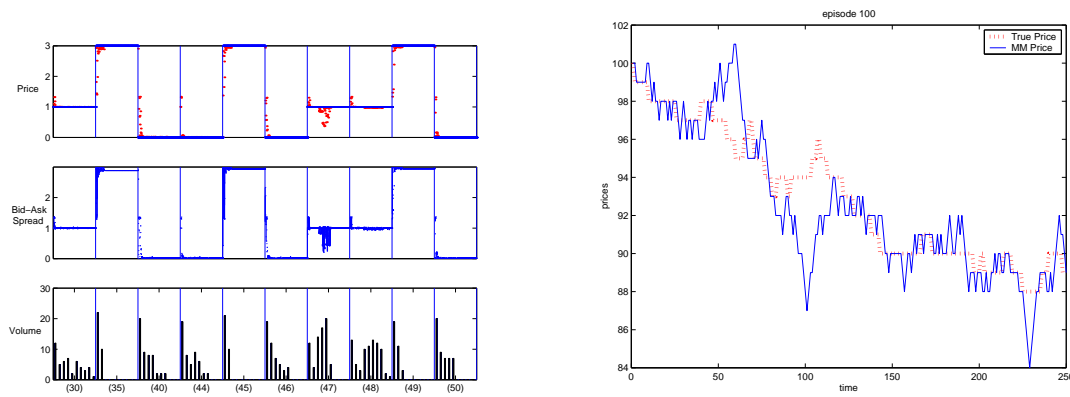 3
2
Price
1
0
2
Bid–Ask
1
Spread
0
30
20
Volume
10
0
(30) (35) (40) (44) (45) (46) (47) (48) (49) (50)
episode 100
102
True Price
MM Price
100
98
96
94
prices
92
90
88
86
84
0 50 100 150 200 250
time